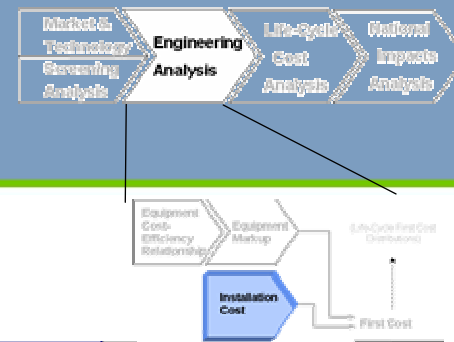 Market &
Technology
Screening
Analysis
Engineering
Analysis
Life-Cycle
Cost
Analysis
National
Impacts
Analysis
Equipment
Cost-
Efficiency
Relationship
Equipment
Markup
(Life-Cycle First Cost
Distributions)
Installation
Cost
First Cost